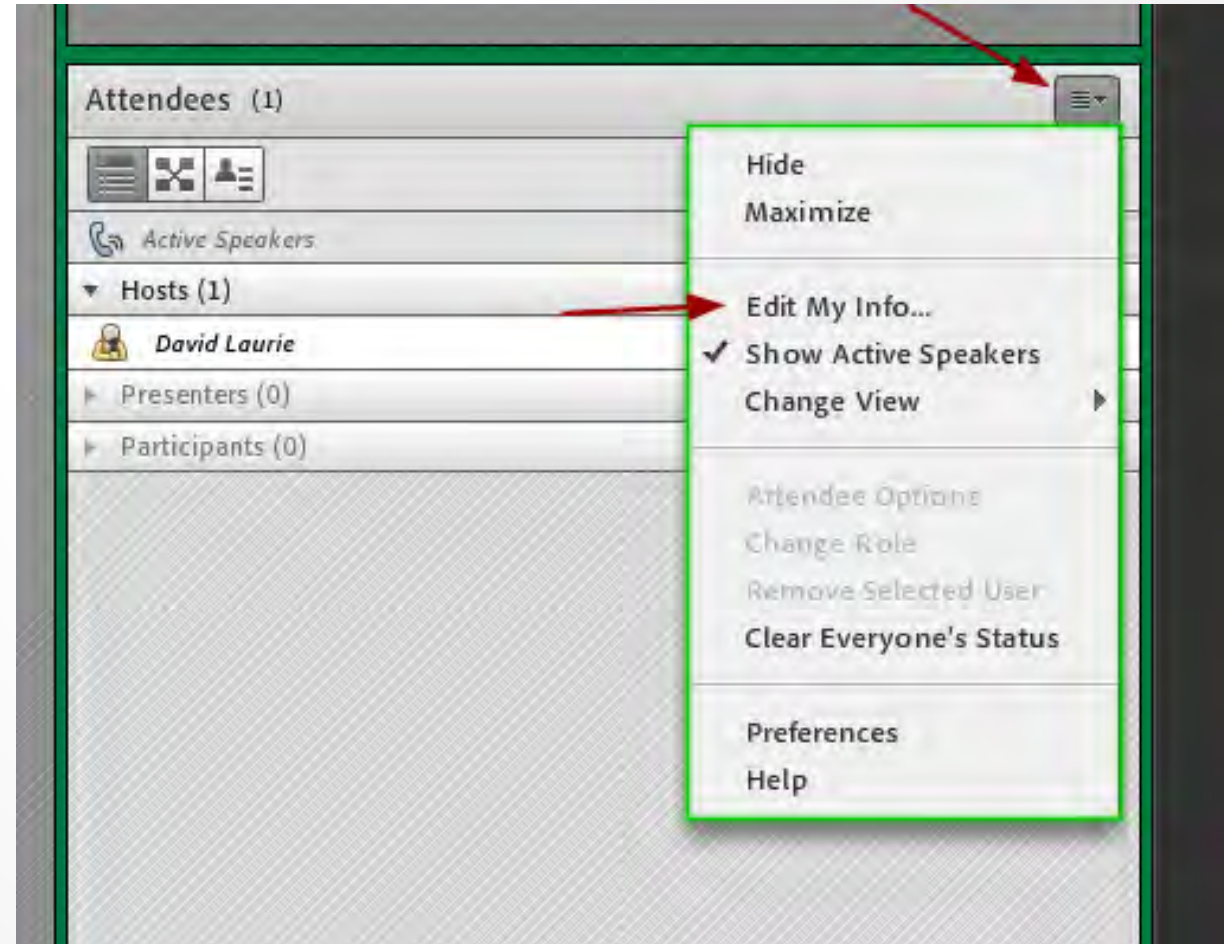 Attendees (1)
Active Speakers
Hosts (1)
David Laurie
Presenters (0)
Participants (0)
Hide
Maximize
Edit My Info...
Show Active Speakers
Change View
Attendee Options
Change Role
Remove Selected User
Clear Everyone's Status
Preferences
Help